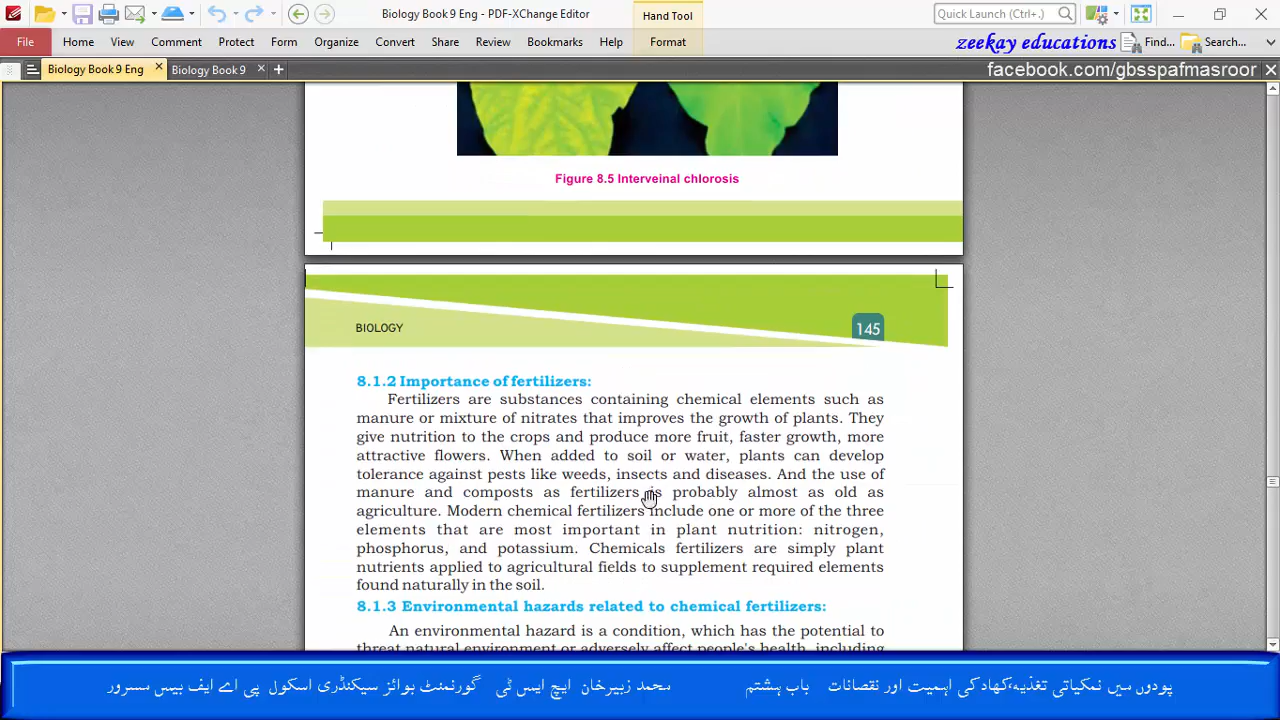 Biology Book 9 Eng - PDF-XChange Editor
Hand Tool
Quick Launch (Ctrl+.)
File Home View Comment Protect Form Organize Convert Share Review Bookmarks Help Format
zeekay educations
Find...
Search...
Biology Book 9 Eng
Biology Book 9
facebook.com/gbsspafmasroor
Figure 8.5 Interveinal chlorosis
BIOLOGY
145
8.1.2 Importance of fertilizers:
Fertilizers are substances containing chemical elements such as
manure or mixture of nitrates that improves the growth of plants. They
give nutrition to the crops and produce more fruit, faster growth, more
attractive flowers. When added to soil or water, plants can develop
tolerance against pests like weeds, insects and diseases. And the use of
manure and composts as fertilizers is probably almost as old as
agriculture. Modern chemical fertilizers include one or more of the three
elements that are most important in plant nutrition: nitrogen,
phosphorus, and potassium. Chemicals fertilizers are simply plant
nutrients applied to agricultural fields to supplement required elements
found naturally in the soil.
8.1.3 Environmental hazards related to chemical fertilizers:
An environmental hazard is a condition, which has the potential to
threat natural environment or adversely affect people's health, including
پودوں میں نمکیاتی تغذیہ،کھاد کی اہمیت اور نقصانات باب ہشتم محمد زبیرخان ایچ ایس ٹی گورنمنٹ بوائز سیکنڈری اسکول پی اے ایف بیس مسرور